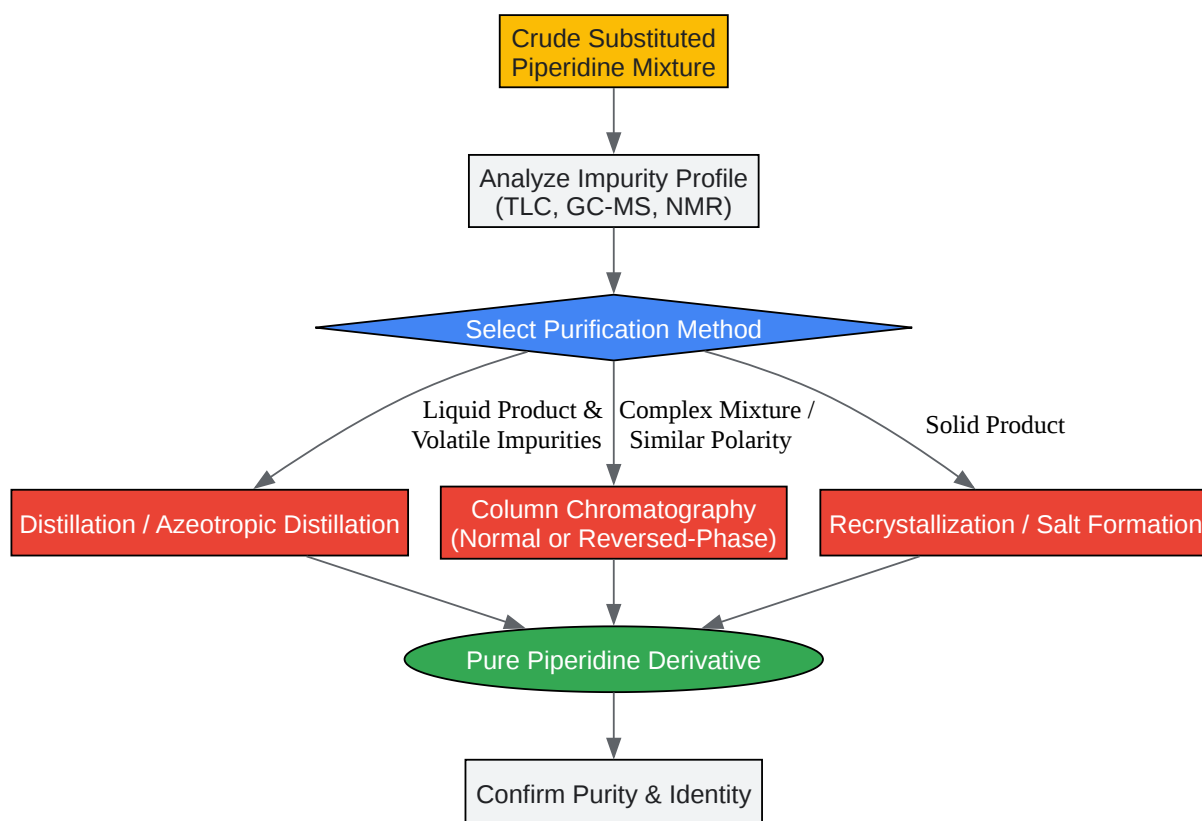 Crude Substituted
Piperidine Mixture
Analyze Impurity Profile
(TLC, GC-MS, NMR)
Select Purification Method
Liquid Product &
Volatile Impurities
Complex Mixture /
Similar Polarity
Solid Product
Distillation / Azeotropic Distillation
Column Chromatography
(Normal or Reversed-Phase)
Recrystallization / Salt Formation
Pure Piperidine Derivative
Confirm Purity & Identity